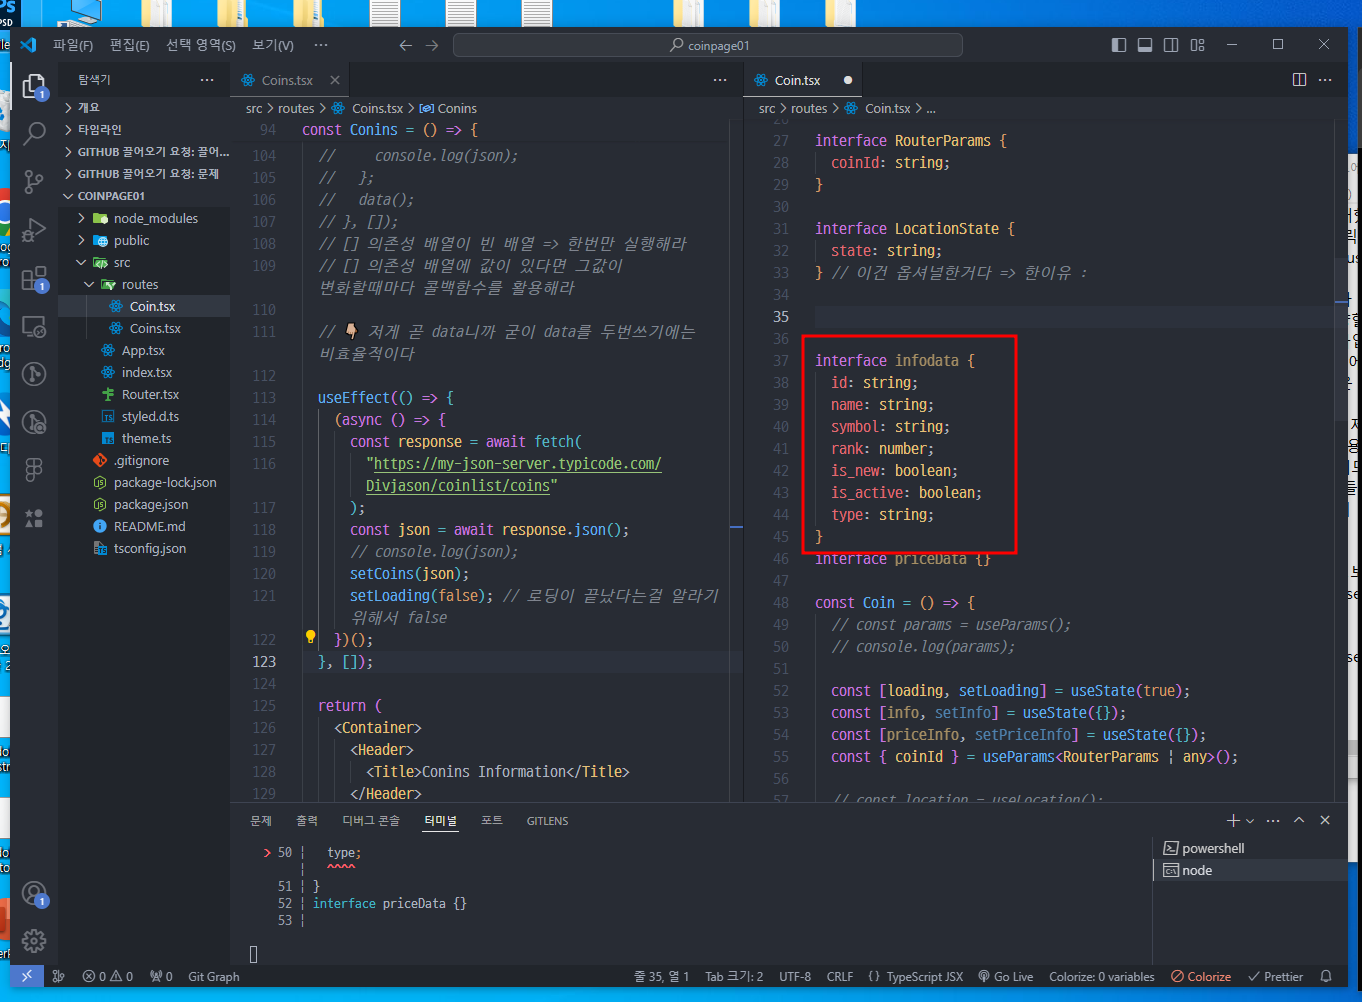 파일(F) 편집(E) 선택 영역(S) 보기(V) ···
coinpage01
탐색기
개요
타임라인
GITHUB 끌어오기 요청: 끌어...
GITHUB 끌어오기 요청: 문제
COINPAGE01
node_modules
public
src
routes
Coin.tsx
Coins.tsx
App.tsx
index.tsx
Router.tsx
styled.d.ts
theme.ts
.gitignore
package-lock.json
package.json
README.md
tsconfig.json
Coins.tsx
src > routes > Coins.tsx > Conins
94 const Conins = () => {
104 //     console.log(json);
105 //   };
106 //   data();
107 // }, []);
108 // [] 의존성 배열이 빈 배열 => 한번만 실행해라
109 // [] 의존성 배열에 값이 있다면 그값이
변화할때마다 콜백함수를 활용해라
110
111 // 👇 저게 곧 data니까 굳이 data를 두번쓰기에는
비효율적이다
112
113 useEffect(() => {
114 (async () => {
115 const response = await fetch(
116 "https://my-json-server.typicode.com/
Divjason/coinlist/coins"
117 );
118 const json = await response.json();
119 // console.log(json);
120 setCoins(json);
121 setLoading(false); // 로딩이 끝났다는걸 알라기
위해서 false
122 })();
123 }, []);
124
125 return (
126 <Container>
127 <Header>
128 <Title>Conins Information</Title>
129 </Header>
Coin.tsx
src > routes > Coin.tsx > ...
27 interface RouterParams {
28 coinId: string;
29 }
30
31 interface LocationState {
32 state: string;
33 } // 이건 옵셔널한거다 => 한이유 :
34
35
36
37 interface infodata {
38 id: string;
39 name: string;
40 symbol: string;
41 rank: number;
42 is_new: boolean;
43 is_active: boolean;
44 type: string;
45 }
46 interface priceData {}
47
48 const Coin = () => {
49 // const params = useParams();
50 // console.log(params);
51
52 const [loading, setLoading] = useState(true);
53 const [info, setInfo] = useState({});
54 const [priceInfo, setPriceInfo] = useState({});
55 const { coinId } = useParams<RouterParams | any>();
56
57 // const location = useLocation();
문제 출력 디버그 콘솔 터미널 포트 GITLENS
> 50 | type;
|
51 | }
52 | interface priceData {}
53 |
powershell
node
0 0 0 Git Graph 줄 35, 열 1 Tab 크기: 2 UTF-8 CRLF {} TypeScript JSX Go Live Colorize: 0 variables Colorize Prettier